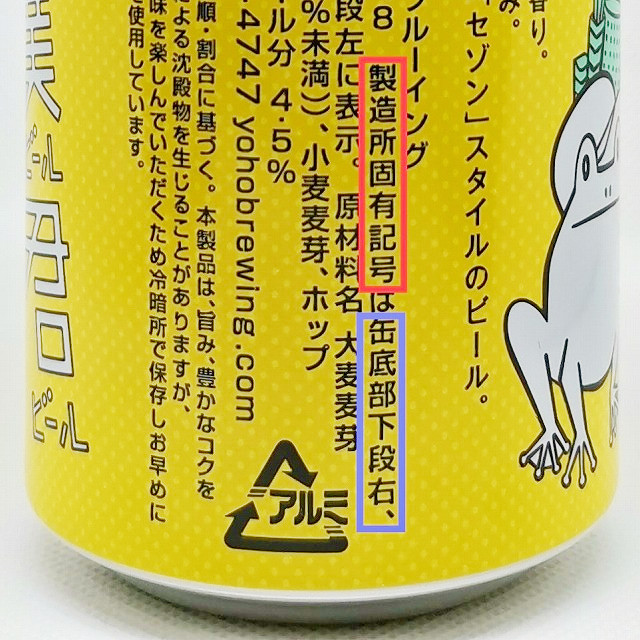 香り。
み。
「セゾン」スタイルのビール。
ブルーイング
8 製造所固有記号は缶底部下段右、
段左に表示。 原材料名 大麦麦芽
%未満)）、小麦麦芽、ホップ
ル分 4.5%
4747 yohobrewing.com
順・割合に基づく。本製品は、旨み、豊かなコクを
による沈殿物を生じることがありますが、
味を楽しんでいただくため冷暗所で保存しお早めに
使用しています。
ビール
ビール
アルミ